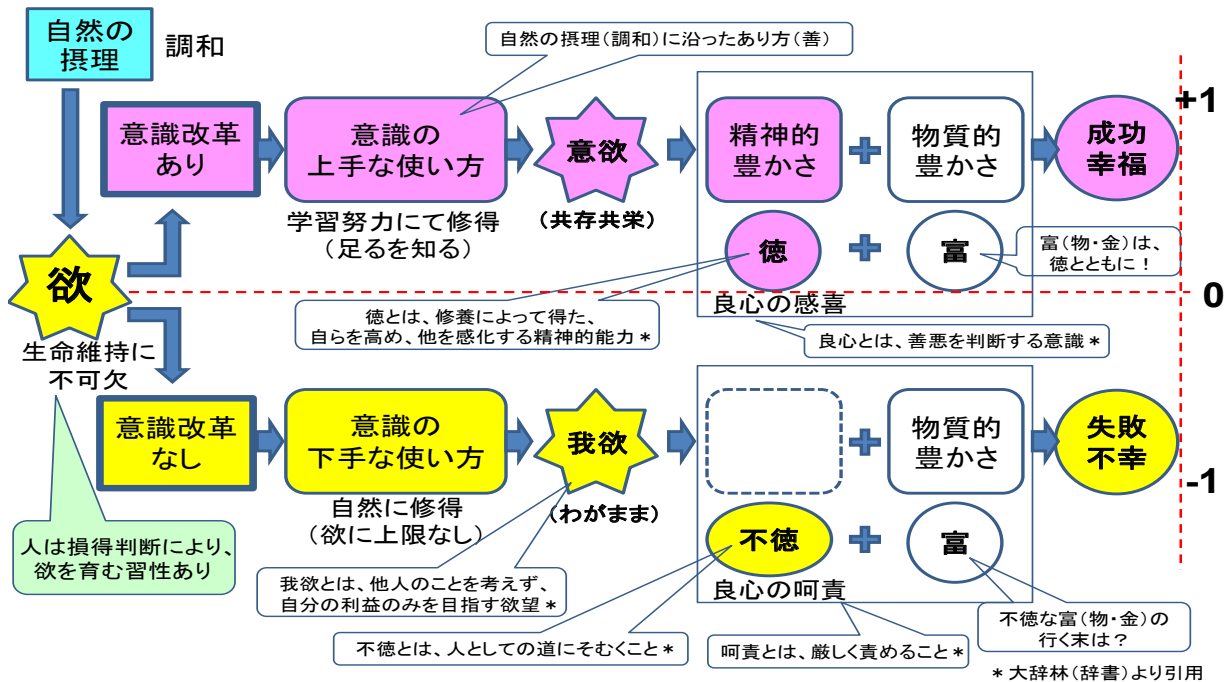 自然の
摂理
調和
自然の摂理（調和）に沿ったあり方（善）
意識改革
あり
意識の
上手な使い方
学習努力にて修得
（足るを知る）
意欲
（共存共栄）
精神的
豊かさ
物質的
豊かさ
徳
富
良心の感喜
成功
幸福
+1
0
-1
富（物・金）は、
徳とともに！
徳とは、修養によって得た、
自らを高め、他を感化する精神的能力＊
良心とは、善悪を判断する意識＊
欲
生命維持に
不可欠
人は損得判断により、
欲を育む習性あり
意識改革
なし
意識の
下手な使い方
自然に修得
（欲に上限なし）
我欲
（わがまま）
物質的
豊かさ
不徳
富
良心の呵責
失敗
不幸
我欲とは、他人のことを考えず、
自分の利益のみを目指す欲望＊
不徳とは、人としての道にそむくこと＊
呵責とは、厳しく責めること＊
不徳な富（物・金）の
行く末は？
＊大辞林（辞書）より引用